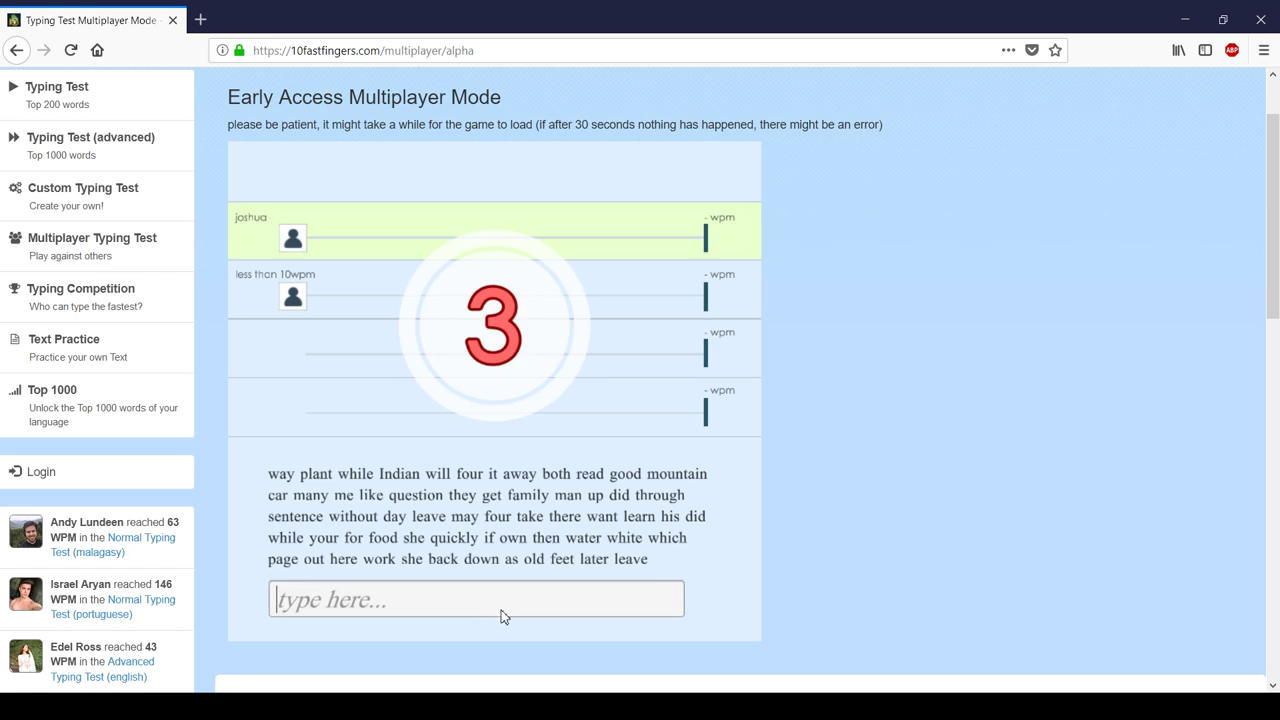 Typing Test Multiplayer Mode -
https://10fastfingers.com/multiplayer/alpha
ABP
Typing Test
Top 200 words
Typing Test (advanced)
Top 1000 words
Custom Typing Test
Create your own!
Multiplayer Typing Test
Play against others
Typing Competition
Who can type the fastest?
Text Practice
Practice your own Text
Top 1000
Unlock the Top 1000 words of your
language
Login
Andy Lundeen reached 63
WPM in the Normal Typing
Test (malagasy)
Israel Aryan reached 146
WPM in the Normal Typing
Test (portuguese)
Edel Ross reached 43
WPM in the Advanced
Typing Test (english)
Early Access Multiplayer Mode
please be patient, it might take a while for the game to load (if after 30 seconds nothing has happened, there might be an error)
joshua
- wpm
less than 10wpm
- wpm
3
- wpm
- wpm
way plant while Indian will four it away both read good mountain
car many me like question they get family man up did through
sentence without day leave may four take there want learn his did
while your for food she quickly if own then water white which
page out here work she back down as old feet later leave
type here...